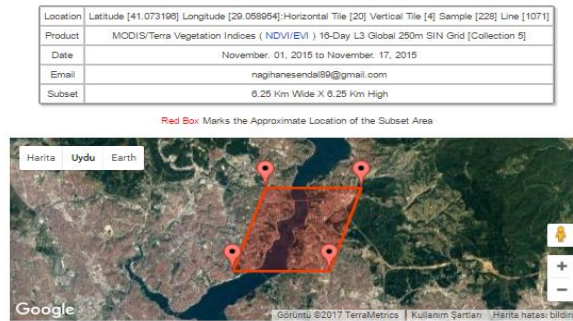 Location Latitude [41.073196] Longitude [29.058954]:Horizontal Tile [20] Vertical Tile [4] Sample [228] Line [1071]
Product MODIS/Terra Vegetation Indices ( NDVI/EVI ) 16-Day L3 Global 250m SIN Grid [Collection 5]
Date November. 01, 2015 to November. 17, 2015
Email nagihanesendal89@gmail.com
Subset 6.25 Km Wide X 6.25 Km High
Red Box Marks the Approximate Location of the Subset Area
Harita Uydu Earth
+
−
Google Görüntü ©2017 TerraMetrics Kullanım Şartları Harita hatası bildiri